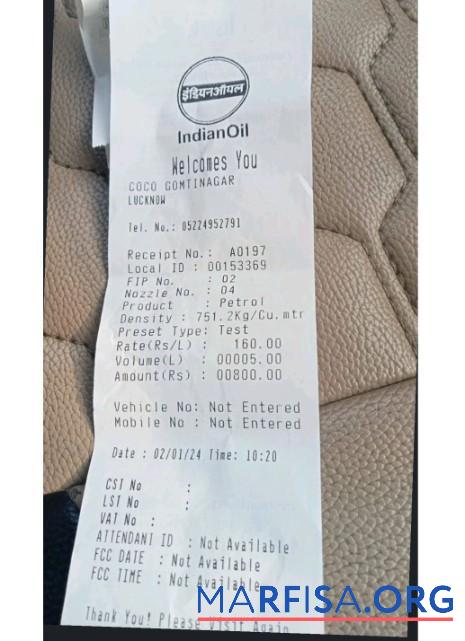 इंडियनऑयल
IndianOil
Welcomes You
COCO GOMTINAGAR
LUCKNOW
Tel. No.: 05224952791
Receipt No.: A0197
Local ID : 00153369
FIP No. : 02
Nozzle No. : 04
Product : Petrol
Density : 751.2Kg/Cu.mtr
Preset Type: Test
Rate(Rs/L) : 160.00
Volume(L) : 00005.00
Amount(Rs) : 00800.00
Vehicle No: Not Entered
Mobile No : Not Entered
Date : 02/01/24 Time: 10:20
CST No :
LST No :
VAT No :
ATTENDANT ID : Not Available
FCC DATE : Not Available
FCC TIME : Not Available
Thank You! Please Visit Again
MARFISA.ORG